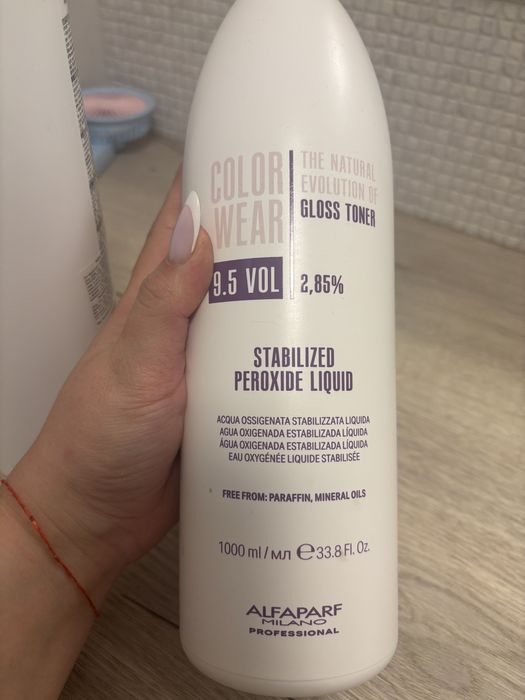 COLOR
WEAR
THE NATURAL
EVOLUTION OF
GLOSS TONER
9.5 VOL
2,85%
STABILIZED
PEROXIDE LIQUID
ACQUA OSSIGENATA STABILIZZATA LIQUIDA
AGUA OXIGENADA ESTABILIZADA LÍQUIDA
ÁGUA OXIGENADA ESTABILIZADA LÍQUIDA
EAU OXYGÉNÉE LIQUIDE STABILISÉE
FREE FROM: PARAFFIN, MINERAL OILS
1000 ml / мл ℮ 33.8 Fl. Oz.
ALFAPARF
MILANO
PROFESSIONAL